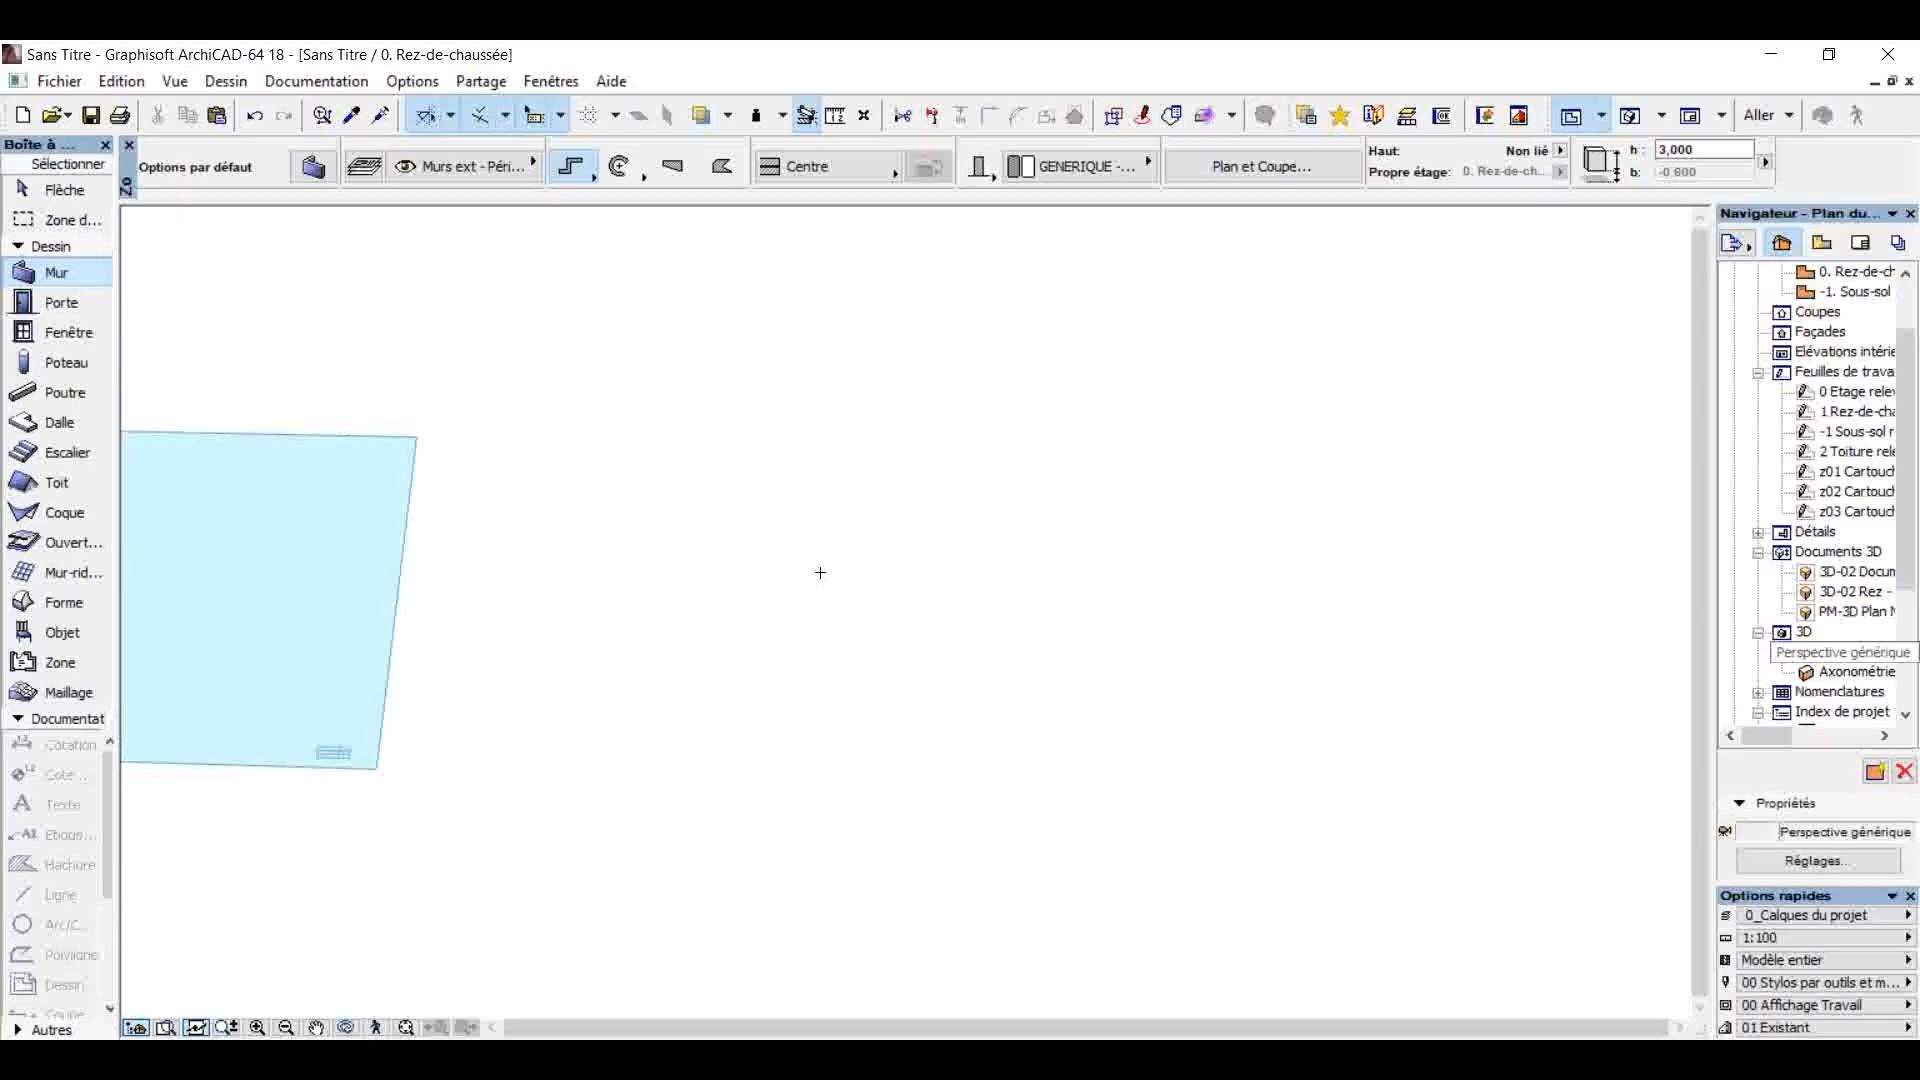 Sans Titre - Graphisoft ArchiCAD-64 18 - [Sans Titre / 0. Rez-de-chaussée]
Fichier Edition Vue Dessin Documentation Options Partage Fenêtres Aide
Aller
Boîte à ...
Sélectionner
Flèche
Zone d...
Dessin
Mur
Porte
Fenêtre
Poteau
Poutre
Dalle
Escalier
Toit
Coque
Ouvert...
Mur-rid...
Forme
Objet
Zone
Maillage
Documentat
Cotation
Cote ...
Texte
Etique...
Hachure
Ligne
Arc/C...
Polyligne
Dessin
Coupe
Autres
Options par défaut
Murs ext - Péri...
Centre
GENERIQUE -...
Plan et Coupe...
Haut: Non lié
Propre étage: 0. Rez-de-ch...
h : 3,000
b: -0 600
Navigateur - Plan du...
0. Rez-de-ch
-1. Sous-sol
Coupes
Façades
Elévations intérie
Feuilles de trava
0 Etage relev
1 Rez-de-cha
-1 Sous-sol r
2 Toiture rele
z01 Cartouch
z02 Cartouch
z03 Cartouch
Détails
Documents 3D
3D-02 Docum
3D-02 Rez -
PM-3D Plan M
3D
Perspective générique
Axonométrie
Nomenclatures
Index de projet
Propriétés
Perspective générique
Réglages...
Options rapides
0_Calques du projet
1:100
Modèle entier
00 Stylos par outils et m...
00 Affichage Travail
01 Existant